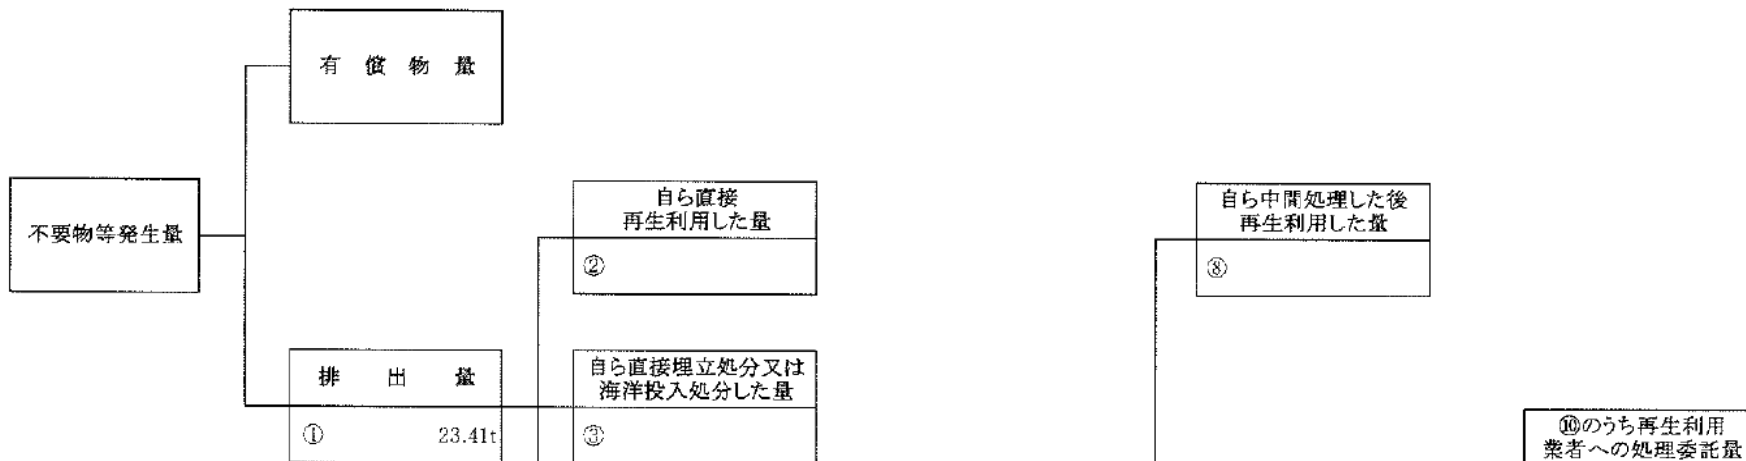 有償物量
不要物等発生量
自ら直接
再生利用した量
②
自ら中間処理した後
再生利用した量
⑧
排出量
① 23.41t
自ら直接埋立処分又は
海洋投入処分した量
③
⑩のうち再生利用
業者への処理委託量